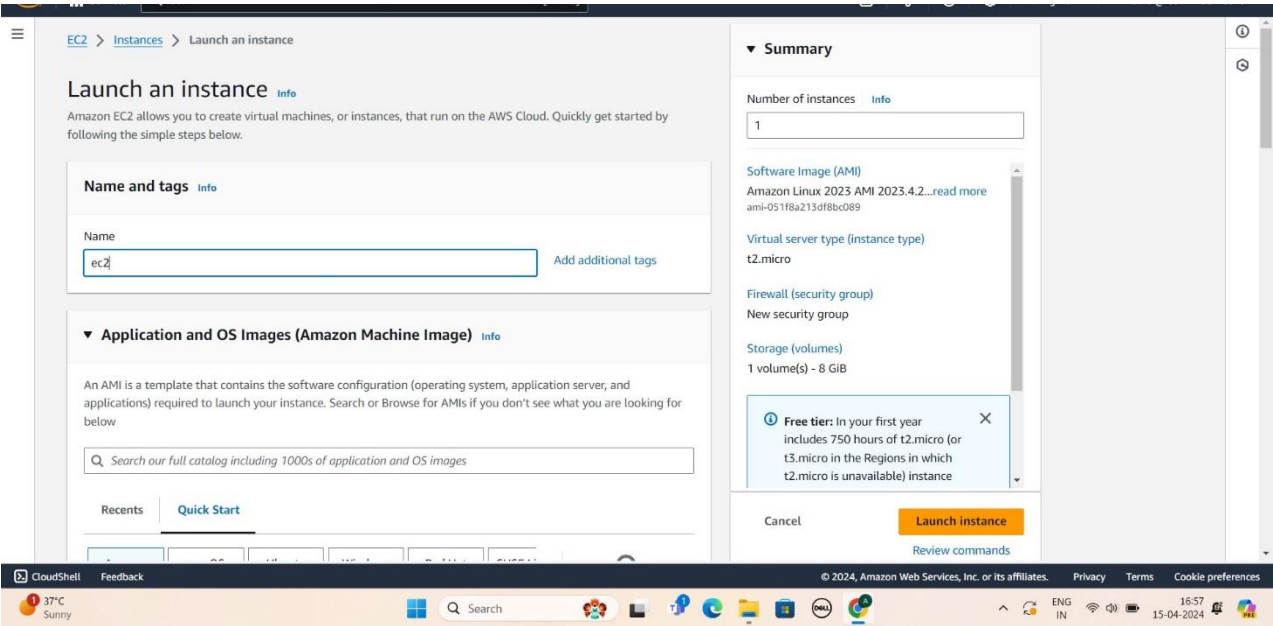 EC2 > Instances > Launch an instance
Launch an instance Info
Amazon EC2 allows you to create virtual machines, or instances, that run on the AWS Cloud. Quickly get started by
following the simple steps below.
Name and tags Info
Name
ec2
Add additional tags
Application and OS Images (Amazon Machine Image) Info
An AMI is a template that contains the software configuration (operating system, application server, and
applications) required to launch your instance. Search or Browse for AMIs if you don't see what you are looking for
below
Search our full catalog including 1000s of application and OS images
Recents
Quick Start
Summary
Number of instances Info
1
Software Image (AMI)
Amazon Linux 2023 AMI 2023.4.2...read more
ami-051f8a213df8bc089
Virtual server type (instance type)
t2.micro
Firewall (security group)
New security group
Storage (volumes)
1 volume(s) - 8 GiB
Free tier: In your first year
includes 750 hours of t2.micro (or
t3.micro in the Regions in which
t2.micro is unavailable) instance
Cancel
Launch instance
Review commands
CloudShell Feedback
© 2024, Amazon Web Services, Inc. or its affiliates. Privacy Terms Cookie preferences
1
37°C
Sunny
Search
DELL
ENG
IN
16:57
15-04-2024
PRE